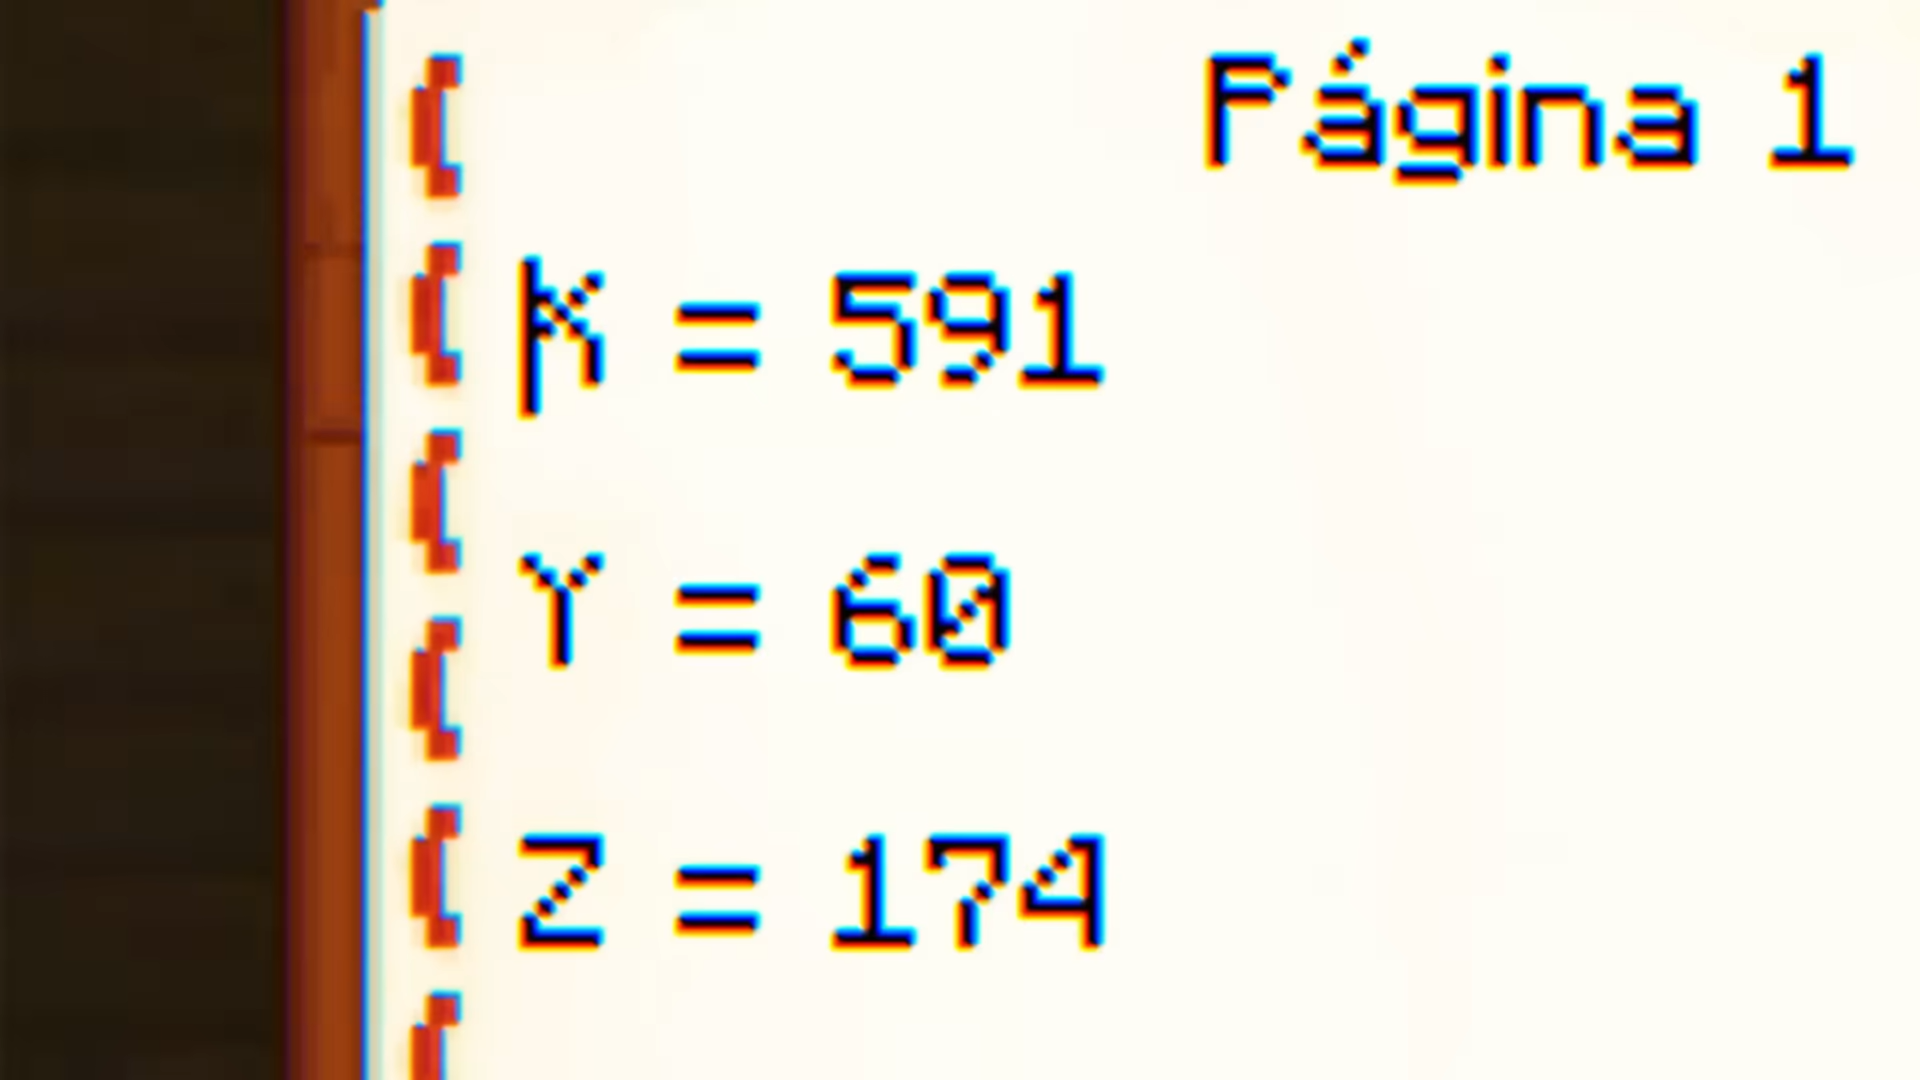 Página 1
Ҟ = 591
Y = 60
Z = 174